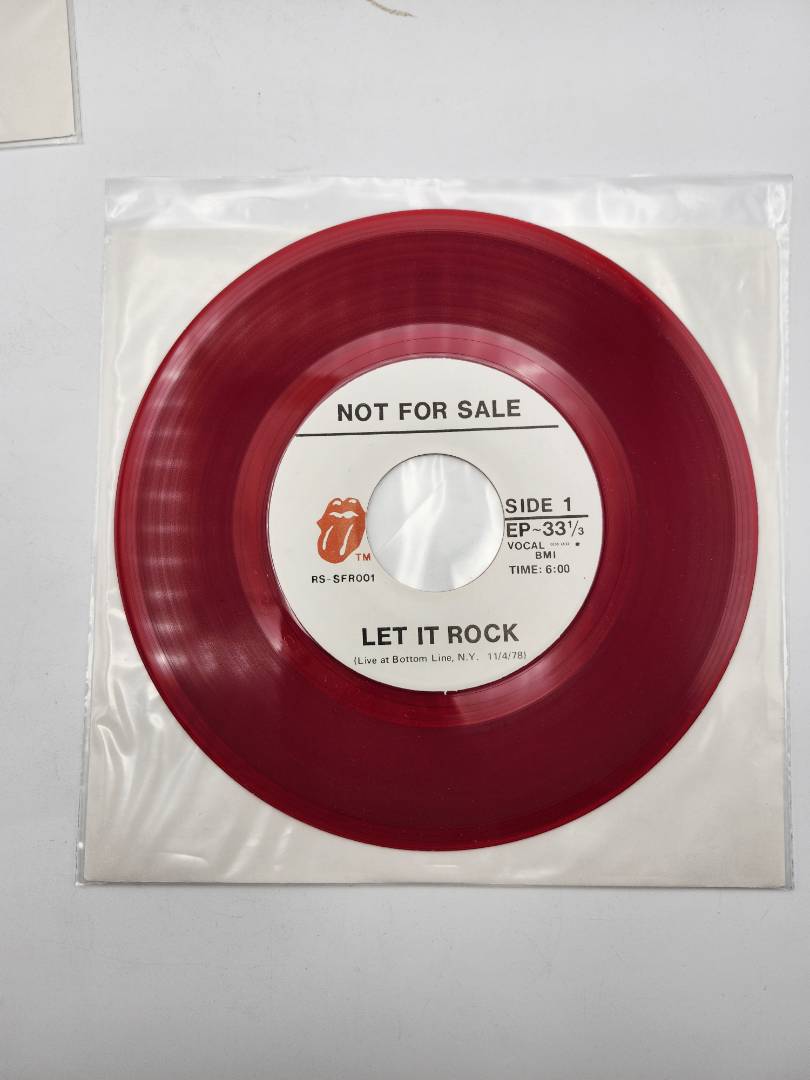 NOT FOR SALE
SIDE 1
EP~33⅓
VOCAL
BMI
TM
RS-SFR001
TIME: 6:00
LET IT ROCK
(Live at Bottom Line, N.Y. 11/4/78)